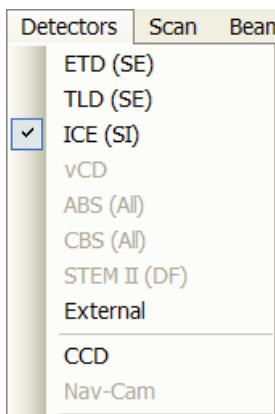 Detectors Scan Bean
ETD (SE)
TLD (SE)
ICE (SI)
vCD
ABS (All)
CBS (All)
STEM II (DF)
External
CCD
Nav-Cam